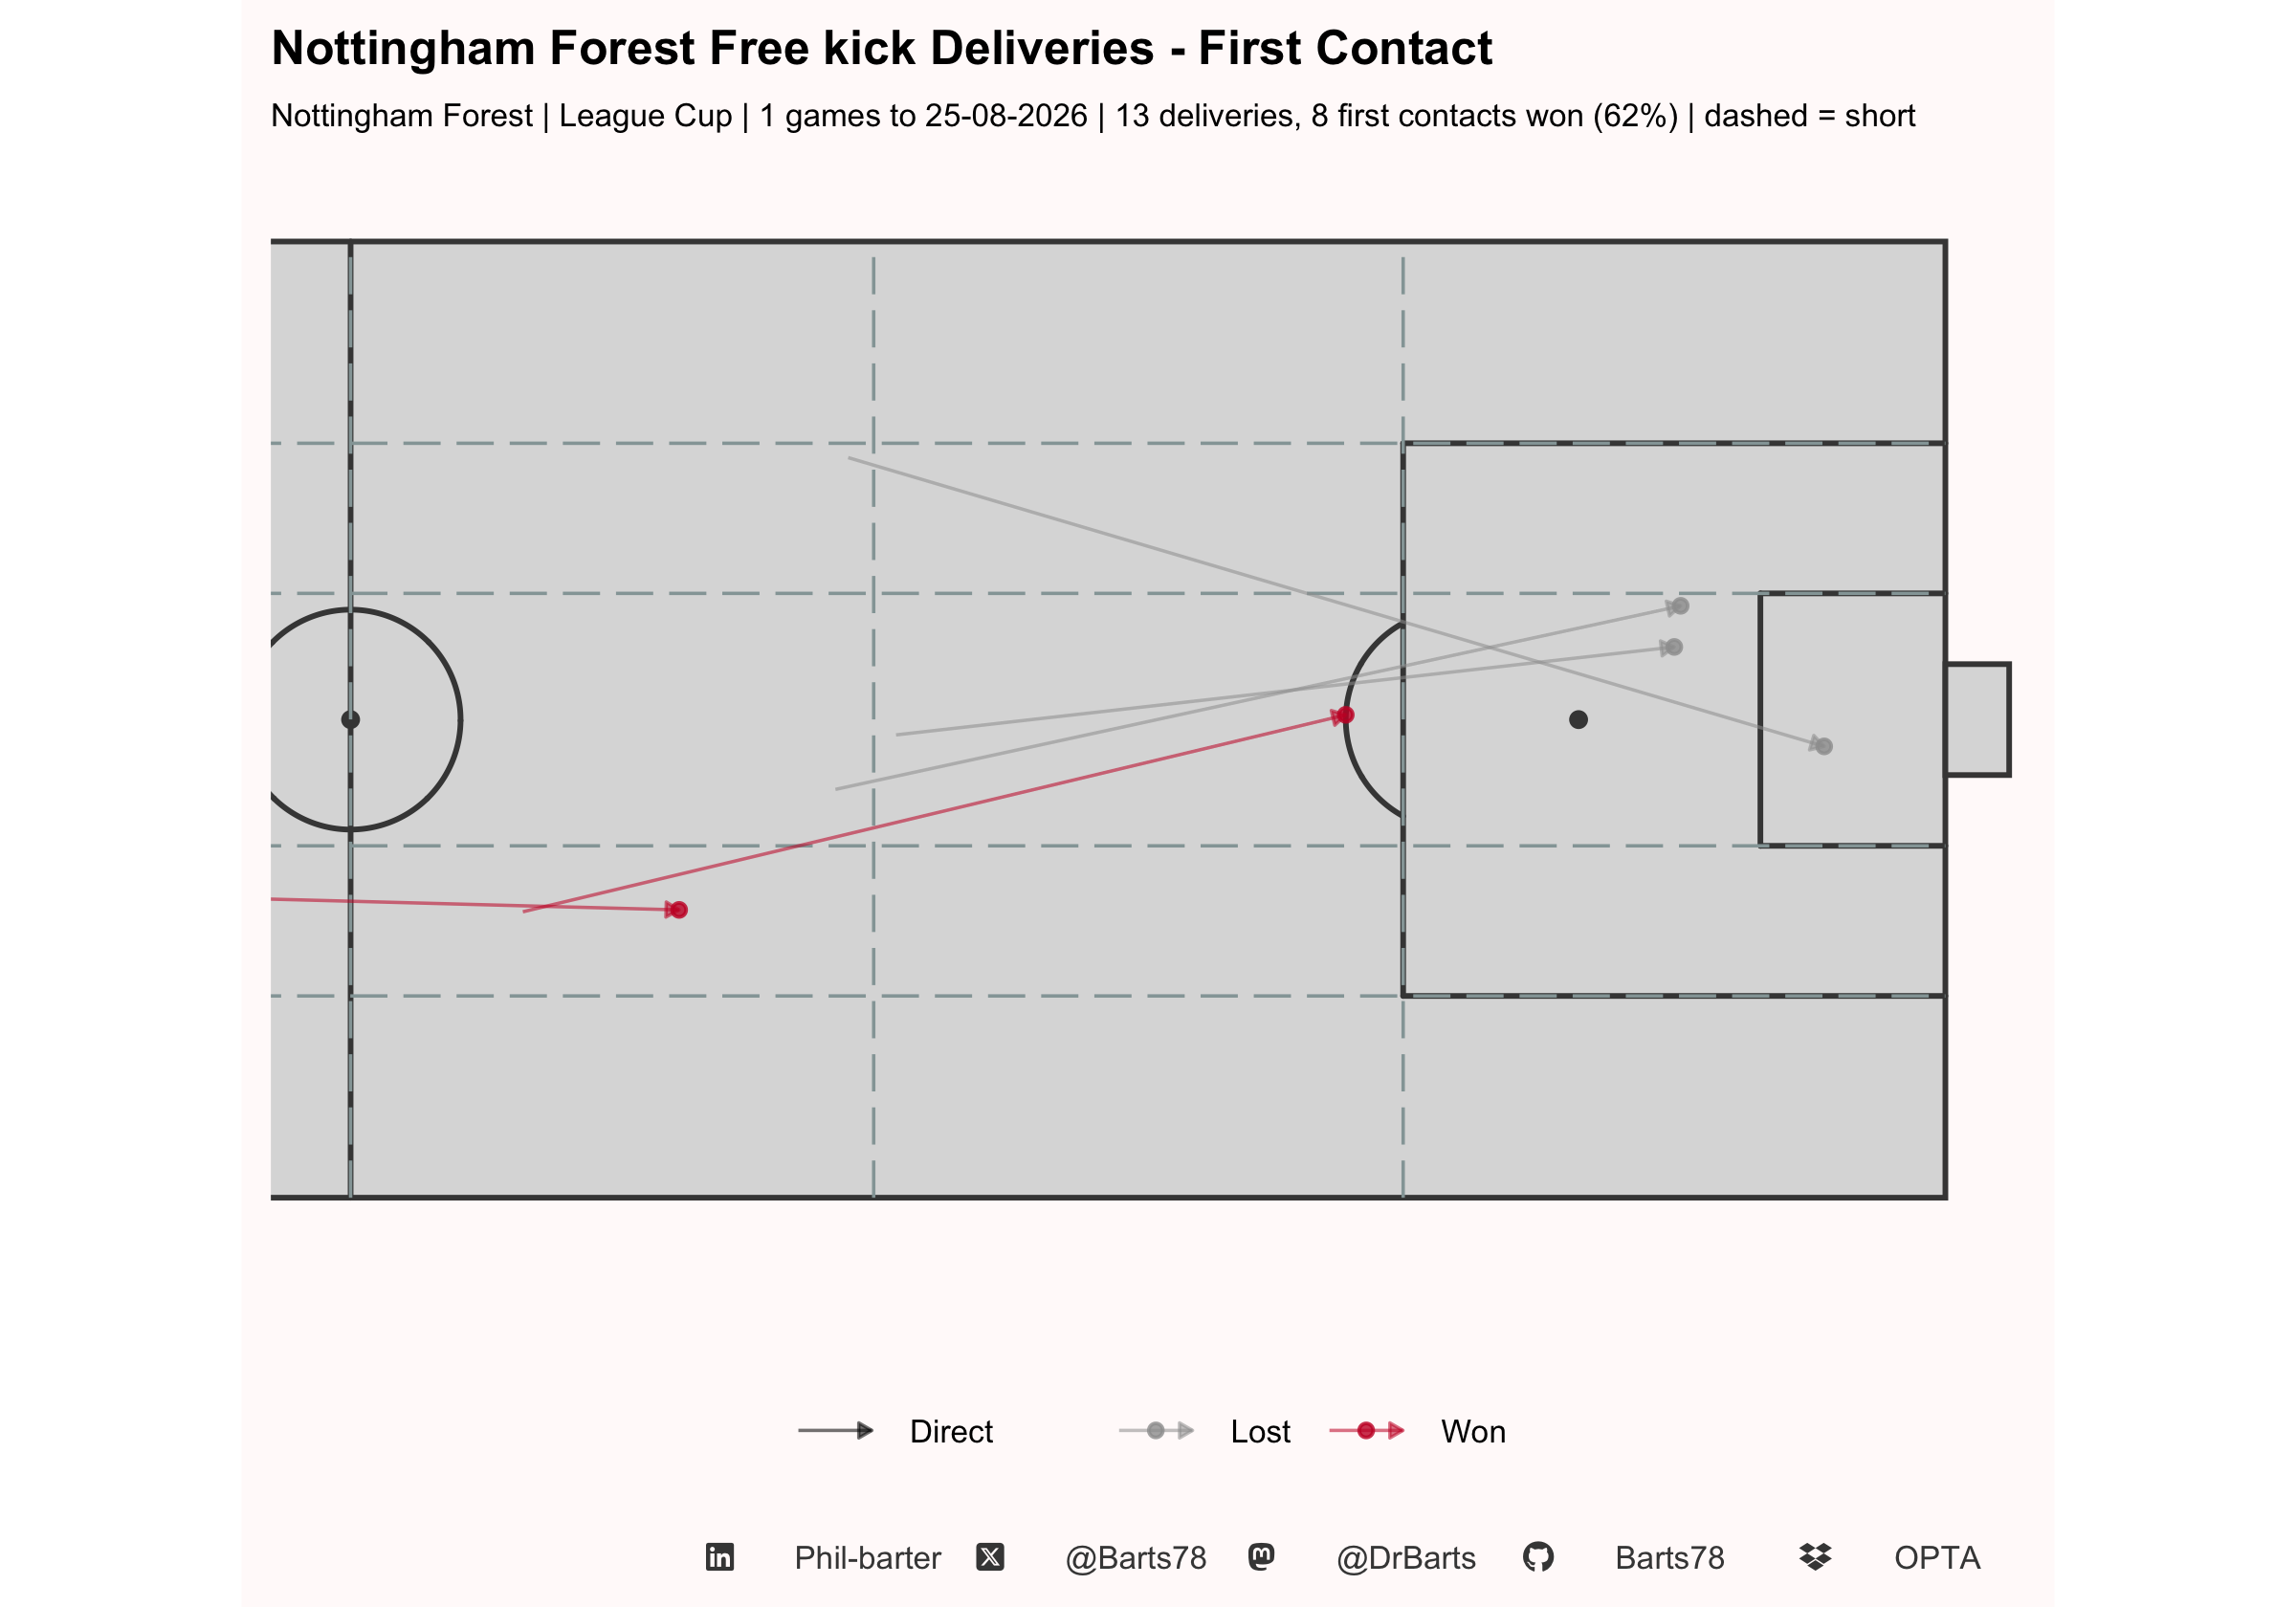 Nottingham Forest Free kick Deliveries - First Contact
Nottingham Forest | League Cup | 1 games to 25-08-2026 | 13 deliveries, 8 first contacts won (62%) | dashed = short
Direct Lost Won
Phil-barter @Barts78 @DrBarts Barts78 OPTA